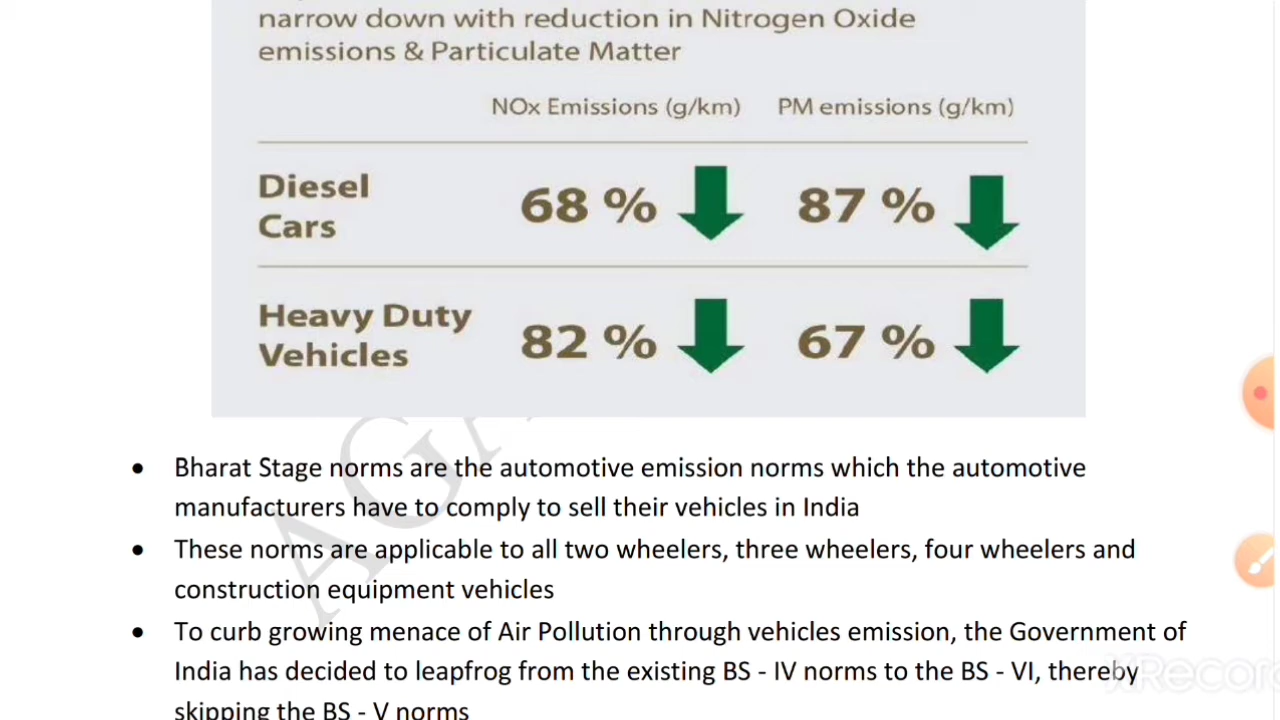 narrow down with reduction in Nitrogen Oxide
emissions & Particulate Matter
NOx Emissions (g/km) PM emissions (g/km)
Diesel
Cars
68 % 87 %
Heavy Duty
Vehicles
82 % 67 %
• Bharat Stage norms are the automotive emission norms which the automotive
manufacturers have to comply to sell their vehicles in India
• These norms are applicable to all two wheelers, three wheelers, four wheelers and
construction equipment vehicles
• To curb growing menace of Air Pollution through vehicles emission, the Government of
India has decided to leapfrog from the existing BS - IV norms to the BS - VI, thereby
skipping the BS - V norms